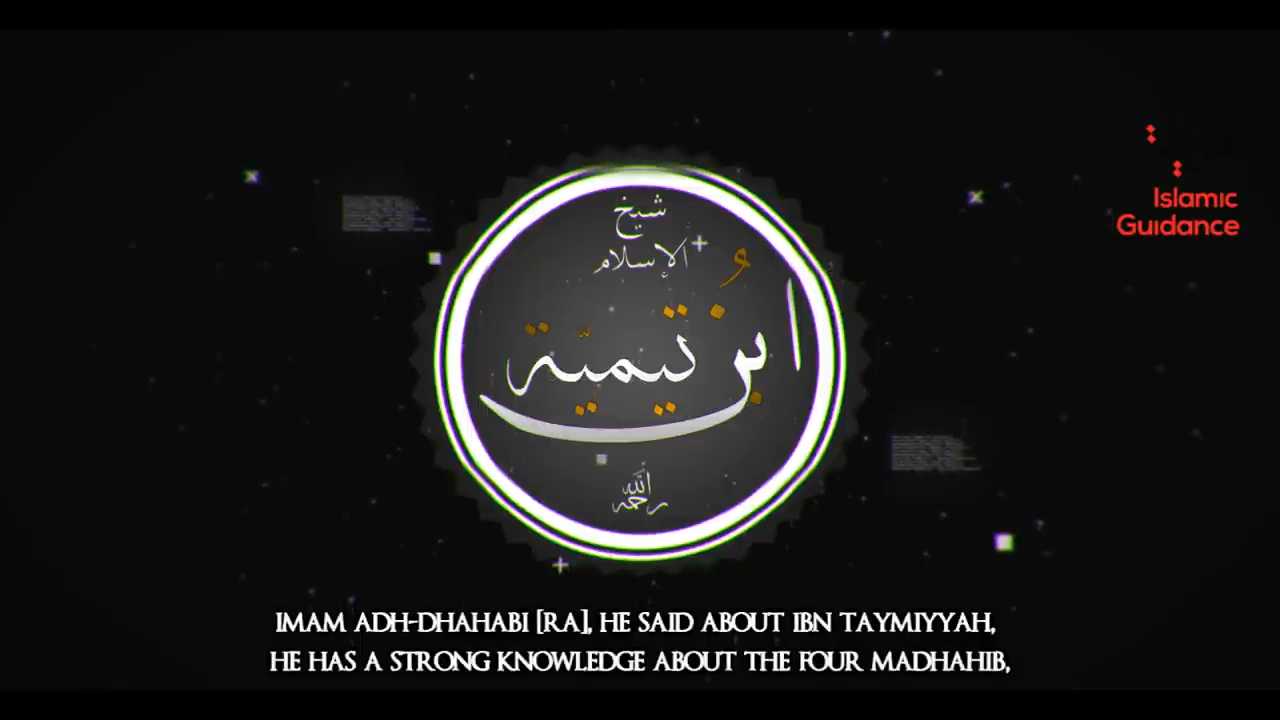 شيخ
الإسلام
ابنُ تيميّة
رحمه الله
Islamic
Guidance
IMAM ADH-DHAHABI [RA], HE SAID ABOUT IBN TAYMIYYAH,
HE HAS A STRONG KNOWLEDGE ABOUT THE FOUR MADHAHIB,